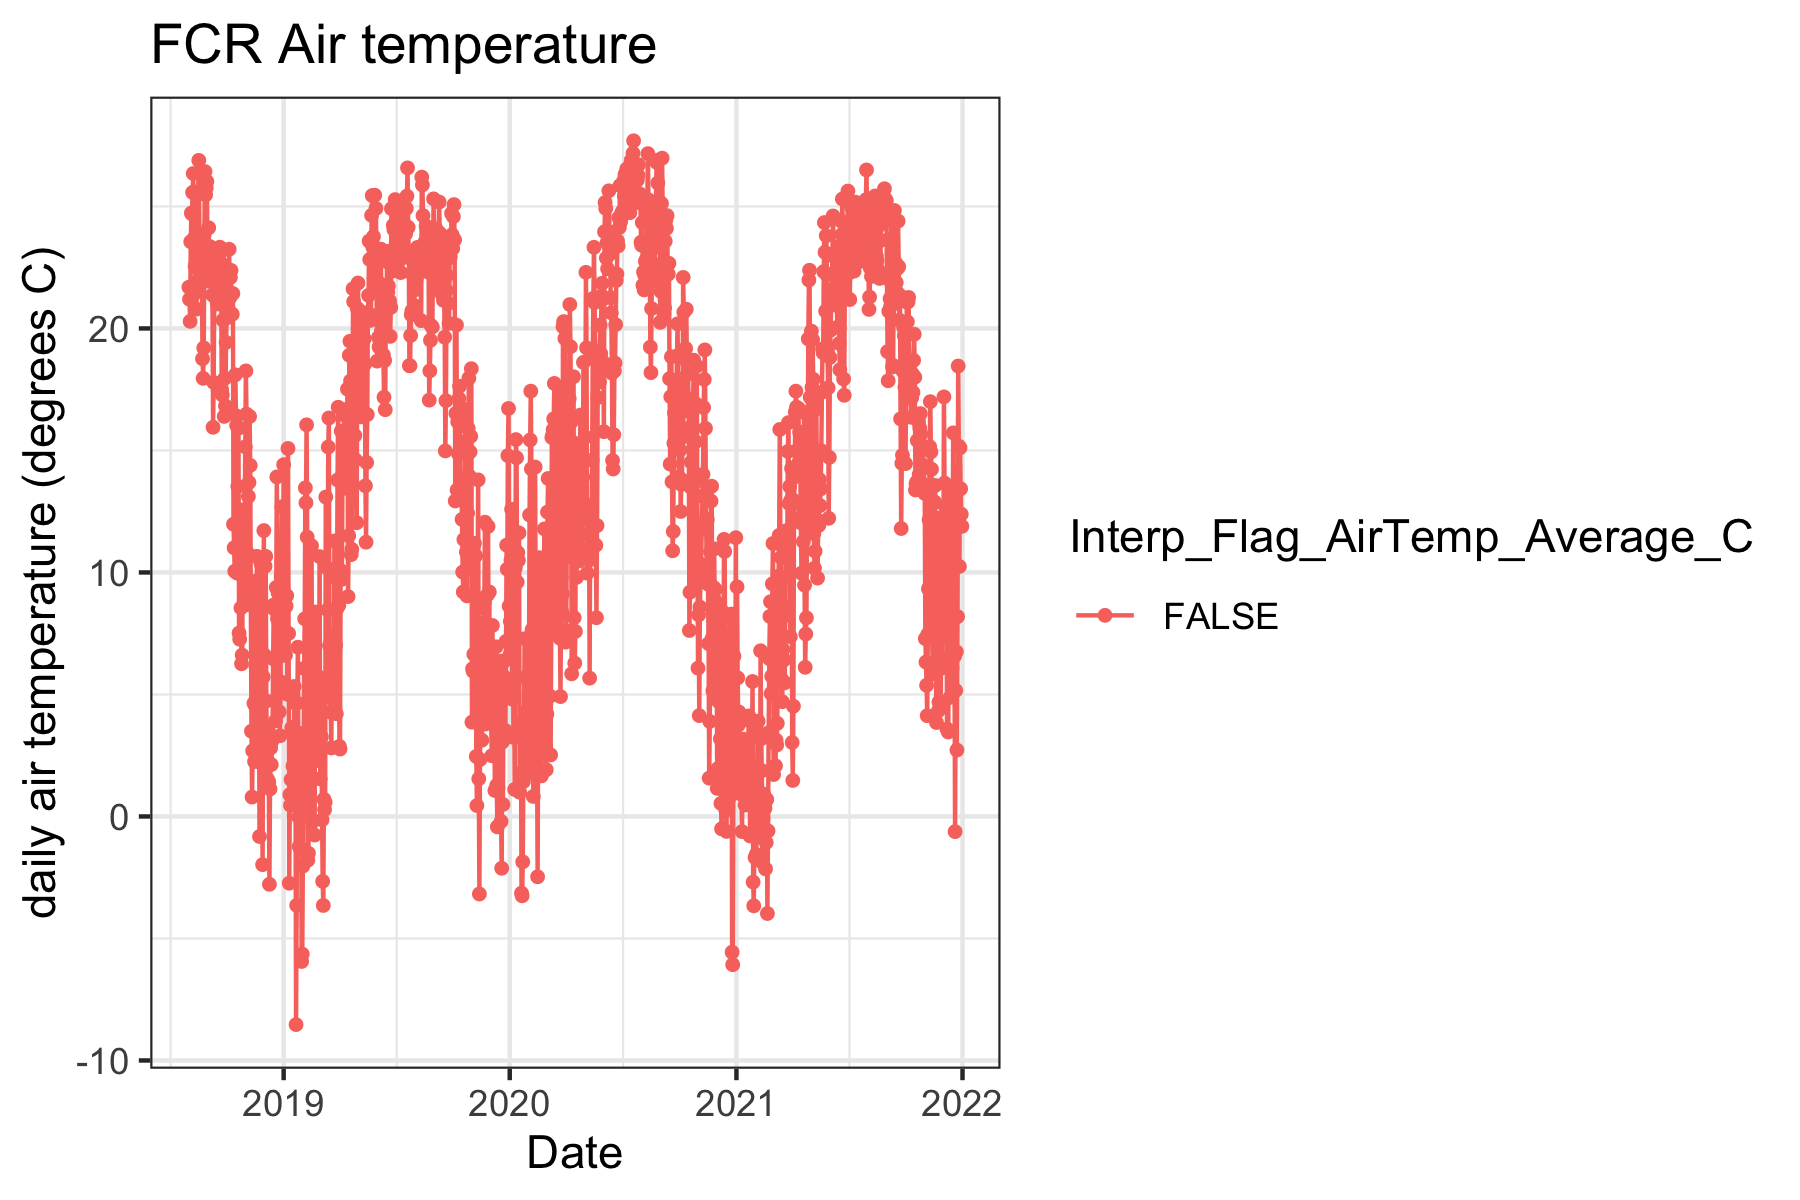 FCR Air temperature
daily air temperature (degrees C)
20
10
0
-10
2019 2020 2021 2022
Date
Interp_Flag_AirTemp_Average_C
FALSE